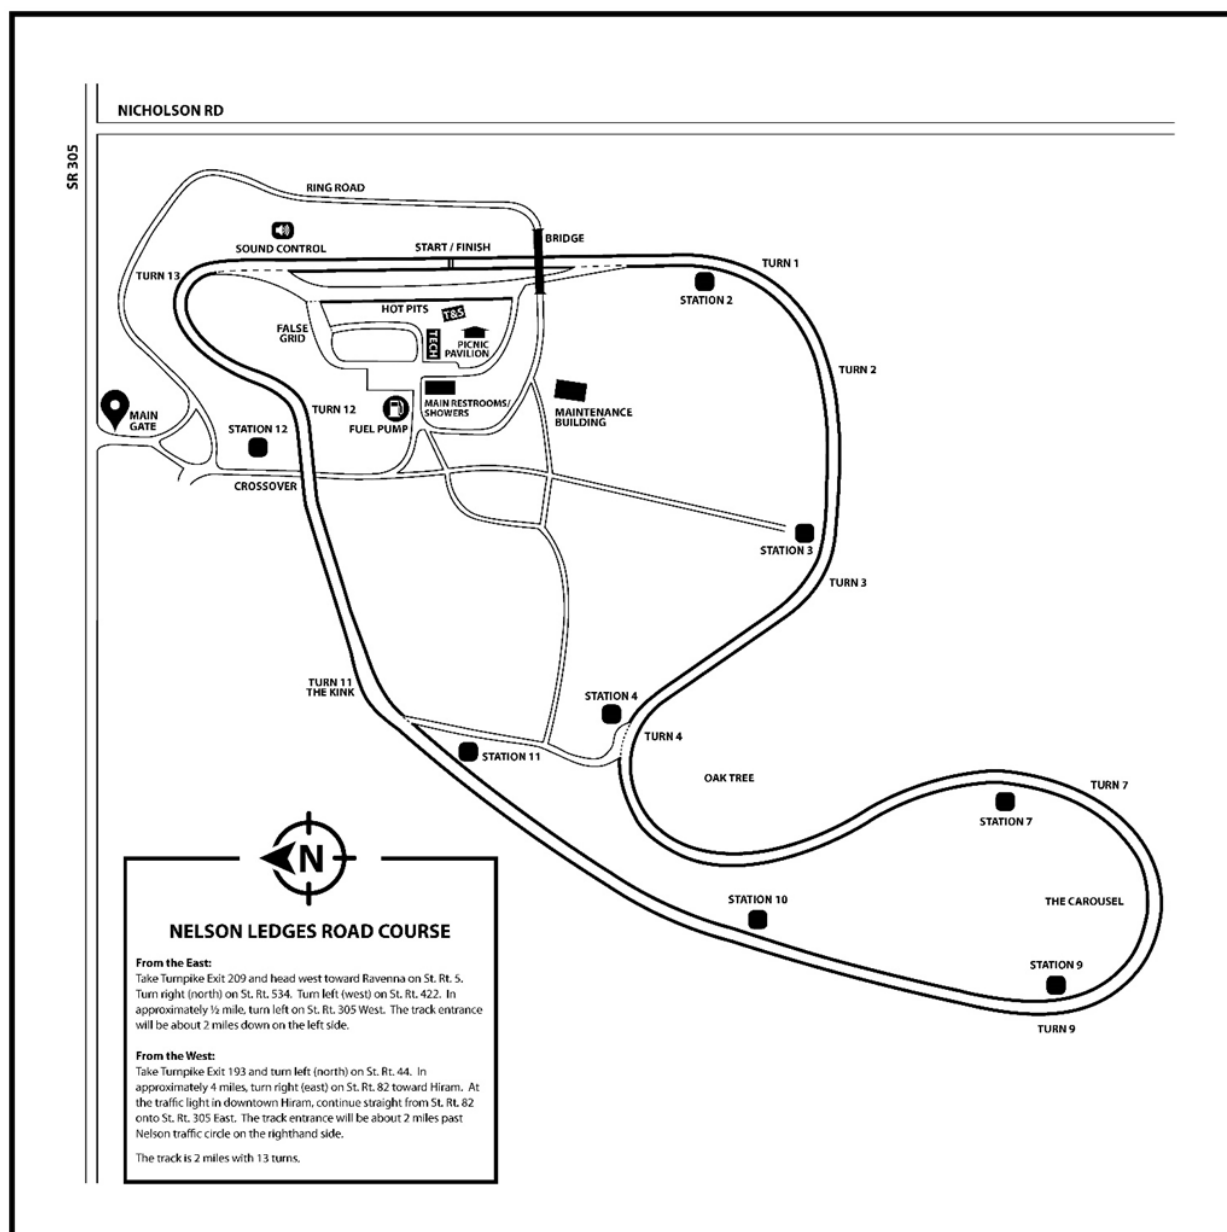 NICHOLSON RD
SR 305
RING ROAD
SOUND CONTROL
START / FINISH
BRIDGE
TURN 1
TURN 13
STATION 2
HOT PITS
T&S
FALSE
GRID
TECH
PICNIC
PAVILION
TURN 2
MAIN
GATE
TURN 12
STATION 12
FUEL PUMP
MAIN RESTROOMS/
SHOWERS
MAINTENANCE
BUILDING
CROSSOVER
STATION 3
TURN 3
TURN 11
THE KINK
STATION 4
TURN 4
STATION 11
OAK TREE
TURN 7
STATION 7
STATION 10
THE CAROUSEL
STATION 9
TURN 9
N
NELSON LEDGES ROAD COURSE
From the East:
Take Turnpike Exit 209 and head west toward Ravenna on St. Rt. 5.
Turn right (north) on St. Rt. 534. Turn left (west) on St. Rt. 422. In
approximately ½ mile, turn left on St. Rt. 305 West. The track entrance
will be about 2 miles down on the left side.
From the West:
Take Turnpike Exit 193 and turn left (north) on St. Rt. 44. In
approximately 4 miles, turn right (east) on St. Rt. 82 toward Hiram. At
the traffic light in downtown Hiram, continue straight from St. Rt. 82
onto St. Rt. 305 East. The track entrance will be about 2 miles past
Nelson traffic circle on the righthand side.
The track is 2 miles with 13 turns.